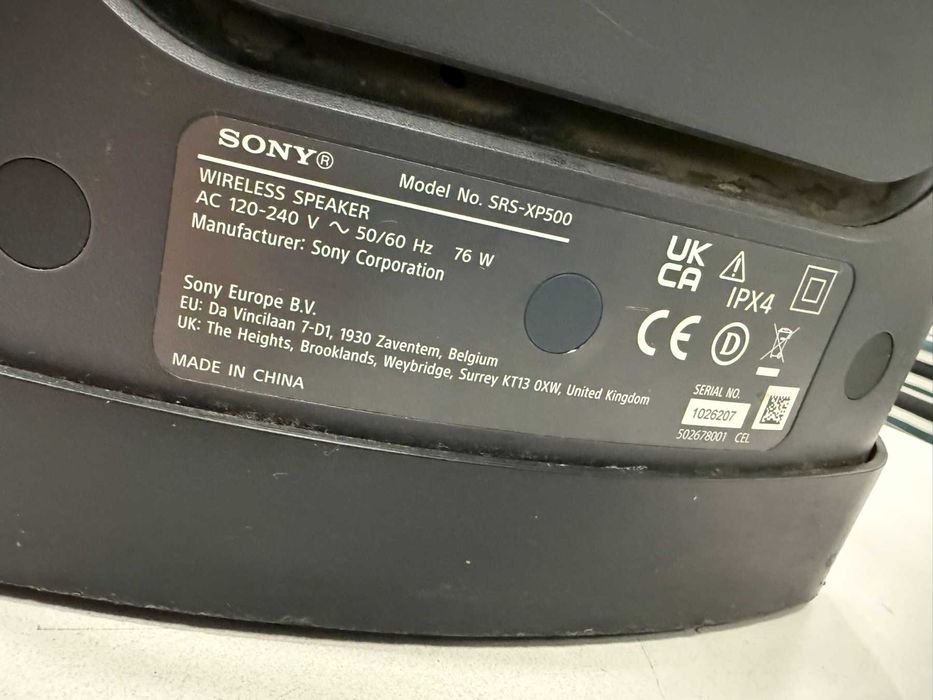 SONY®
Model No. SRS-XP500
WIRELESS SPEAKER
AC 120-240 V ~ 50/60 Hz 76 W
Manufacturer: Sony Corporation
Sony Europe B.V.
EU: Da Vincilaan 7-D1, 1930 Zaventem, Belgium
UK: The Heights, Brooklands, Weybridge, Surrey KT13 0XW, United Kingdom
MADE IN CHINA
UK
CA
IPX4
CE
D
SERIAL NO.
1026207
502678001 CEL